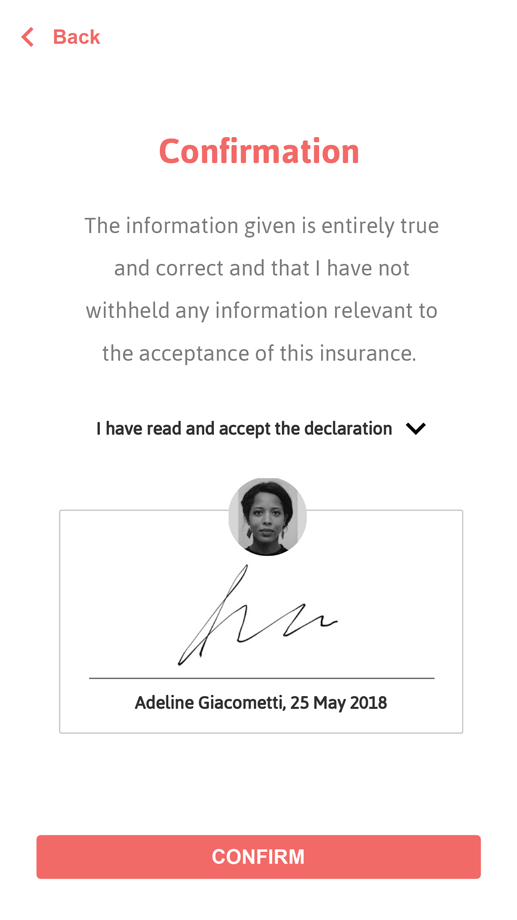 Back
Confirmation
The information given is entirely true
and correct and that I have not
withheld any information relevant to
the acceptance of this insurance.
I have read and accept the declaration
Adeline Giacometti, 25 May 2018
CONFIRM